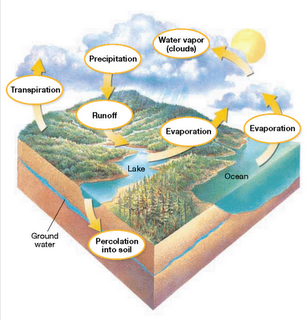 Water vapor
(clouds)
Precipitation
Transpiration
Runoff
Evaporation
Evaporation
Lake
Ocean
Ground
water
Percolation
into soil